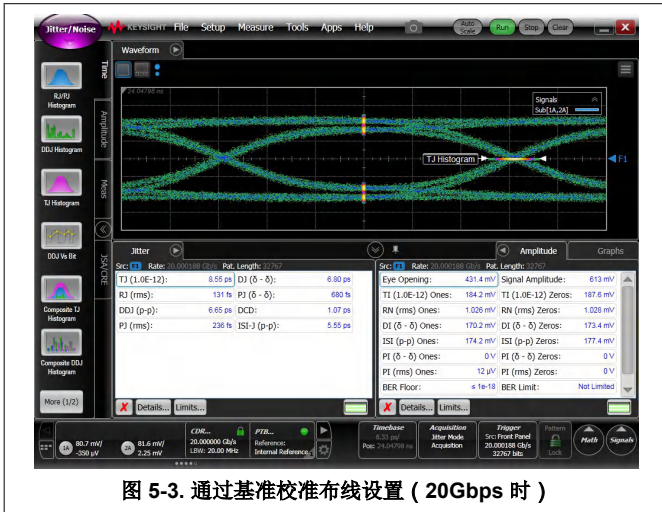 Jitter/Noise
KEYSIGHT File Setup Measure Tools Apps Help
Auto Scale Run Stop Clear
Waveform
Time
Amplitude
Meas
JSA/CRE
RJ/PJ Histogram
DDJ Histogram
TJ Histogram
DDJ Vs Bit
Composite TJ Histogram
Composite DDJ Histogram
More (1/2)
24.04798 ns
Signals
Sub[1A,2A]
TJ Histogram
F1
Jitter
Src: F1 Rate: 20.000188 Gb/s Pat. Length: 32767
TJ (1.0E-12): 8.55 ps DJ (δ - δ): 6.80 ps
RJ (rms): 131 fs PJ (δ - δ): 680 fs
DDJ (p-p): 6.65 ps DCD: 1.07 ps
PJ (rms): 236 fs ISI-J (p-p): 5.55 ps
Details... Limits...
Amplitude Graphs
Src: F1 Rate: 20.000188 Gb/s Pat. Length: 32767
Eye Opening: 431.4 mV Signal Amplitude: 613 mV
TI (1.0E-12) Ones: 184.2 mV TI (1.0E-12) Zeros: 187.6 mV
RN (rms) Ones: 1.026 mV RN (rms) Zeros: 1.028 mV
DI (δ - δ) Ones: 170.2 mV DI (δ - δ) Zeros: 173.4 mV
ISI (p-p) Ones: 174.2 mV ISI (p-p) Zeros: 177.4 mV
PI (δ - δ) Ones: 0 V PI (δ - δ) Zeros: 0 V
PI (rms) Ones: 12 µV PI (rms) Zeros: 0 V
BER Floor: ≤ 1e-18 BER Limit: Not Limited
Details... Limits...
1A 80.7 mV/
-350 µV
2A 81.6 mV/
2.25 mV
CDR...
20.000000 Gb/s
LBW: 20.00 MHz
PTB...
Reference:
Internal Reference
Timebase
8.33 ps/
Pos: 24.04798 ns
Acquisition
Jitter Mode
Acquisition
Trigger
Src: Front Panel
20.000188 Gb/s
32767 bits
Pattern
Lock
Math
Signals
图 5-3. 通过基准校准布线设置（20Gbps 时）